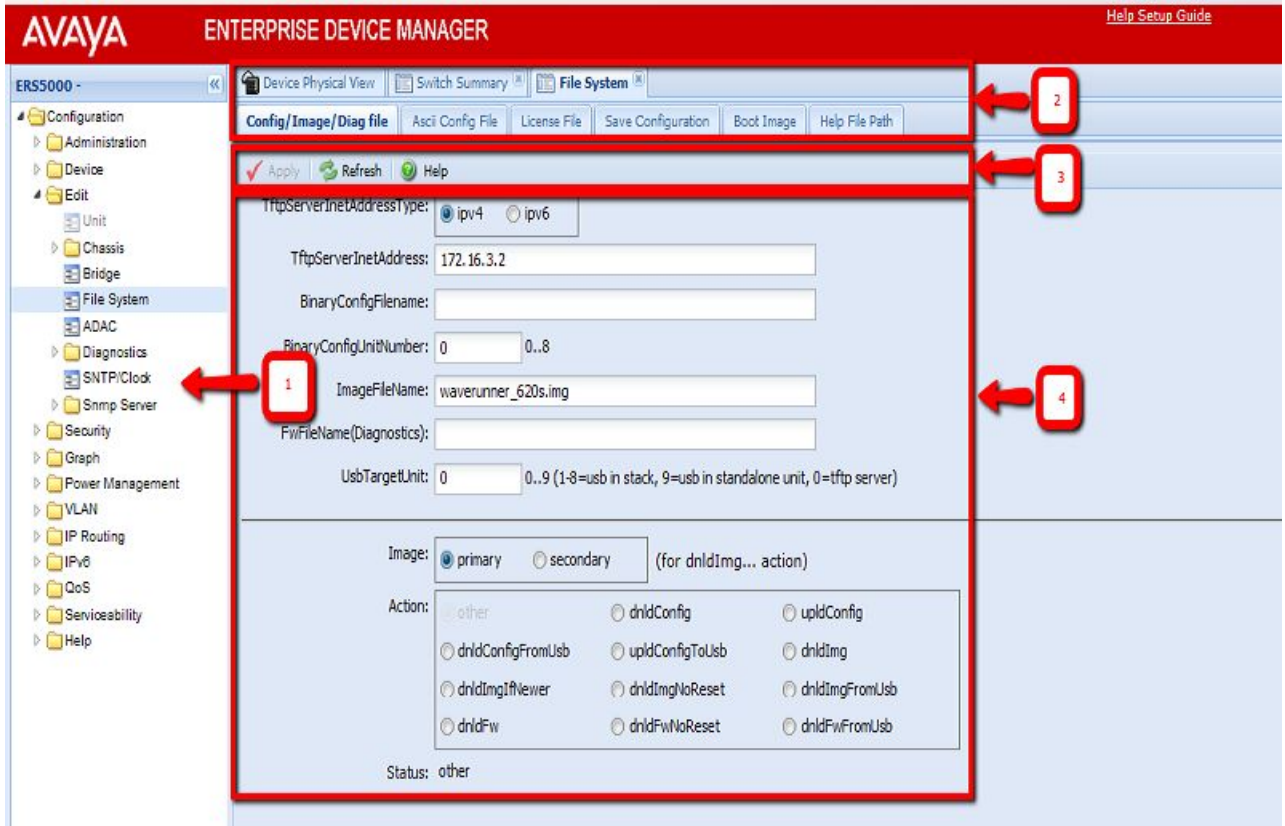 AVAYA ENTERPRISE DEVICE MANAGER
Help Setup Guide
ERS5000 -
Configuration
Administration
Device
Edit
Unit
Chassis
Bridge
File System
ADAC
Diagnostics
SNTP/Clock
Snmp Server
Security
Graph
Power Management
VLAN
IP Routing
IPv6
QoS
Serviceability
Help
1
Device Physical View Switch Summary File System
Config/Image/Diag file Ascii Config File License File Save Configuration Boot Image Help File Path
2
Apply Refresh Help
3
TftpServerInetAddressType: ipv4 ipv6
TftpServerInetAddress: 172.16.3.2
BinaryConfigFilename:
BinaryConfigUnitNumber: 0 0..8
ImageFileName: waverunner_620s.img
FwFileName(Diagnostics):
UsbTargetUnit: 0 0..9 (1-8=usb in stack, 9=usb in standalone unit, 0=tftp server)
4
Image: primary secondary (for dnldImg... action)
Action: other dnldConfig upldConfig
dnldConfigFromUsb upldConfigToUsb dnldImg
dnldImgIfNewer dnldImgNoReset dnldImgFromUsb
dnldFw dnldFwNoReset dnldFwFromUsb
Status: other